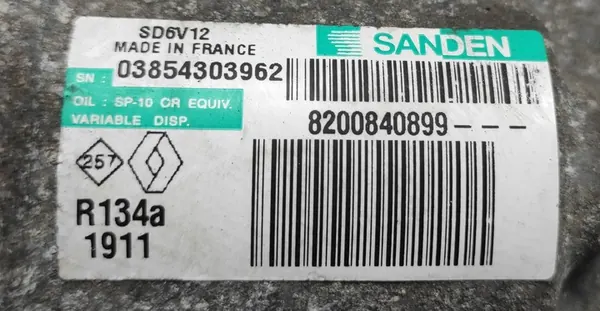 SD6V12
MADE IN FRANCE
SANDEN
SN : 03854303962
OIL : SP-10 OR EQUIV.
VARIABLE DISP.
8200840899---
257
R134a
1911